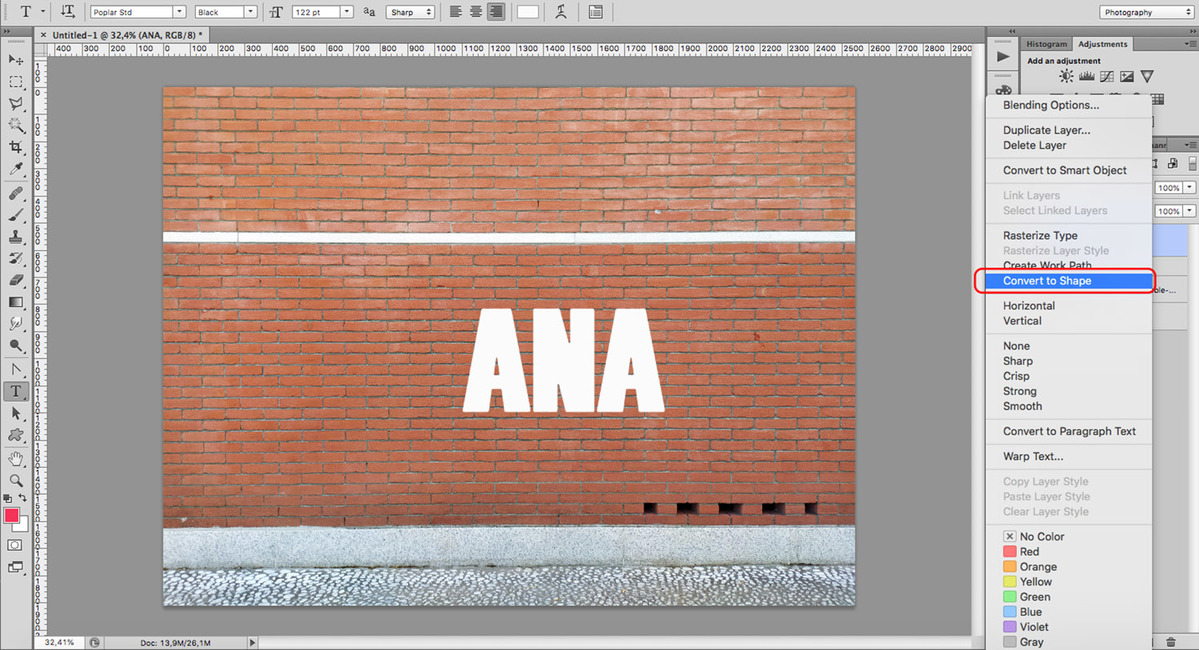 T
Poplar Std
Black
122 pt
aa
Sharp
Photography
Untitled-1 @ 32,4% (ANA, RGB/8) *
400 300 200 100 0 100 200 300 400 500 600 700 800 900 1000 1100 1200 1300 1400 1500 1600 1700 1800 1900 2000 2100 2200 2300 2400 2500 2600 2700 2800 2900
Histogram
Adjustments
Add an adjustment
Blending Options...
Duplicate Layer...
Delete Layer
Convert to Smart Object
100%
Link Layers
Select Linked Layers
100%
Rasterize Type
Rasterize Layer Style
Create Work Path
Convert to Shape
Horizontal
Vertical
None
Sharp
Crisp
Strong
Smooth
Convert to Paragraph Text
Warp Text...
Copy Layer Style
Paste Layer Style
Clear Layer Style
No Color
Red
Orange
Yellow
Green
Blue
Violet
Gray
ANA
32,41%
Doc: 13,9M/26,1M